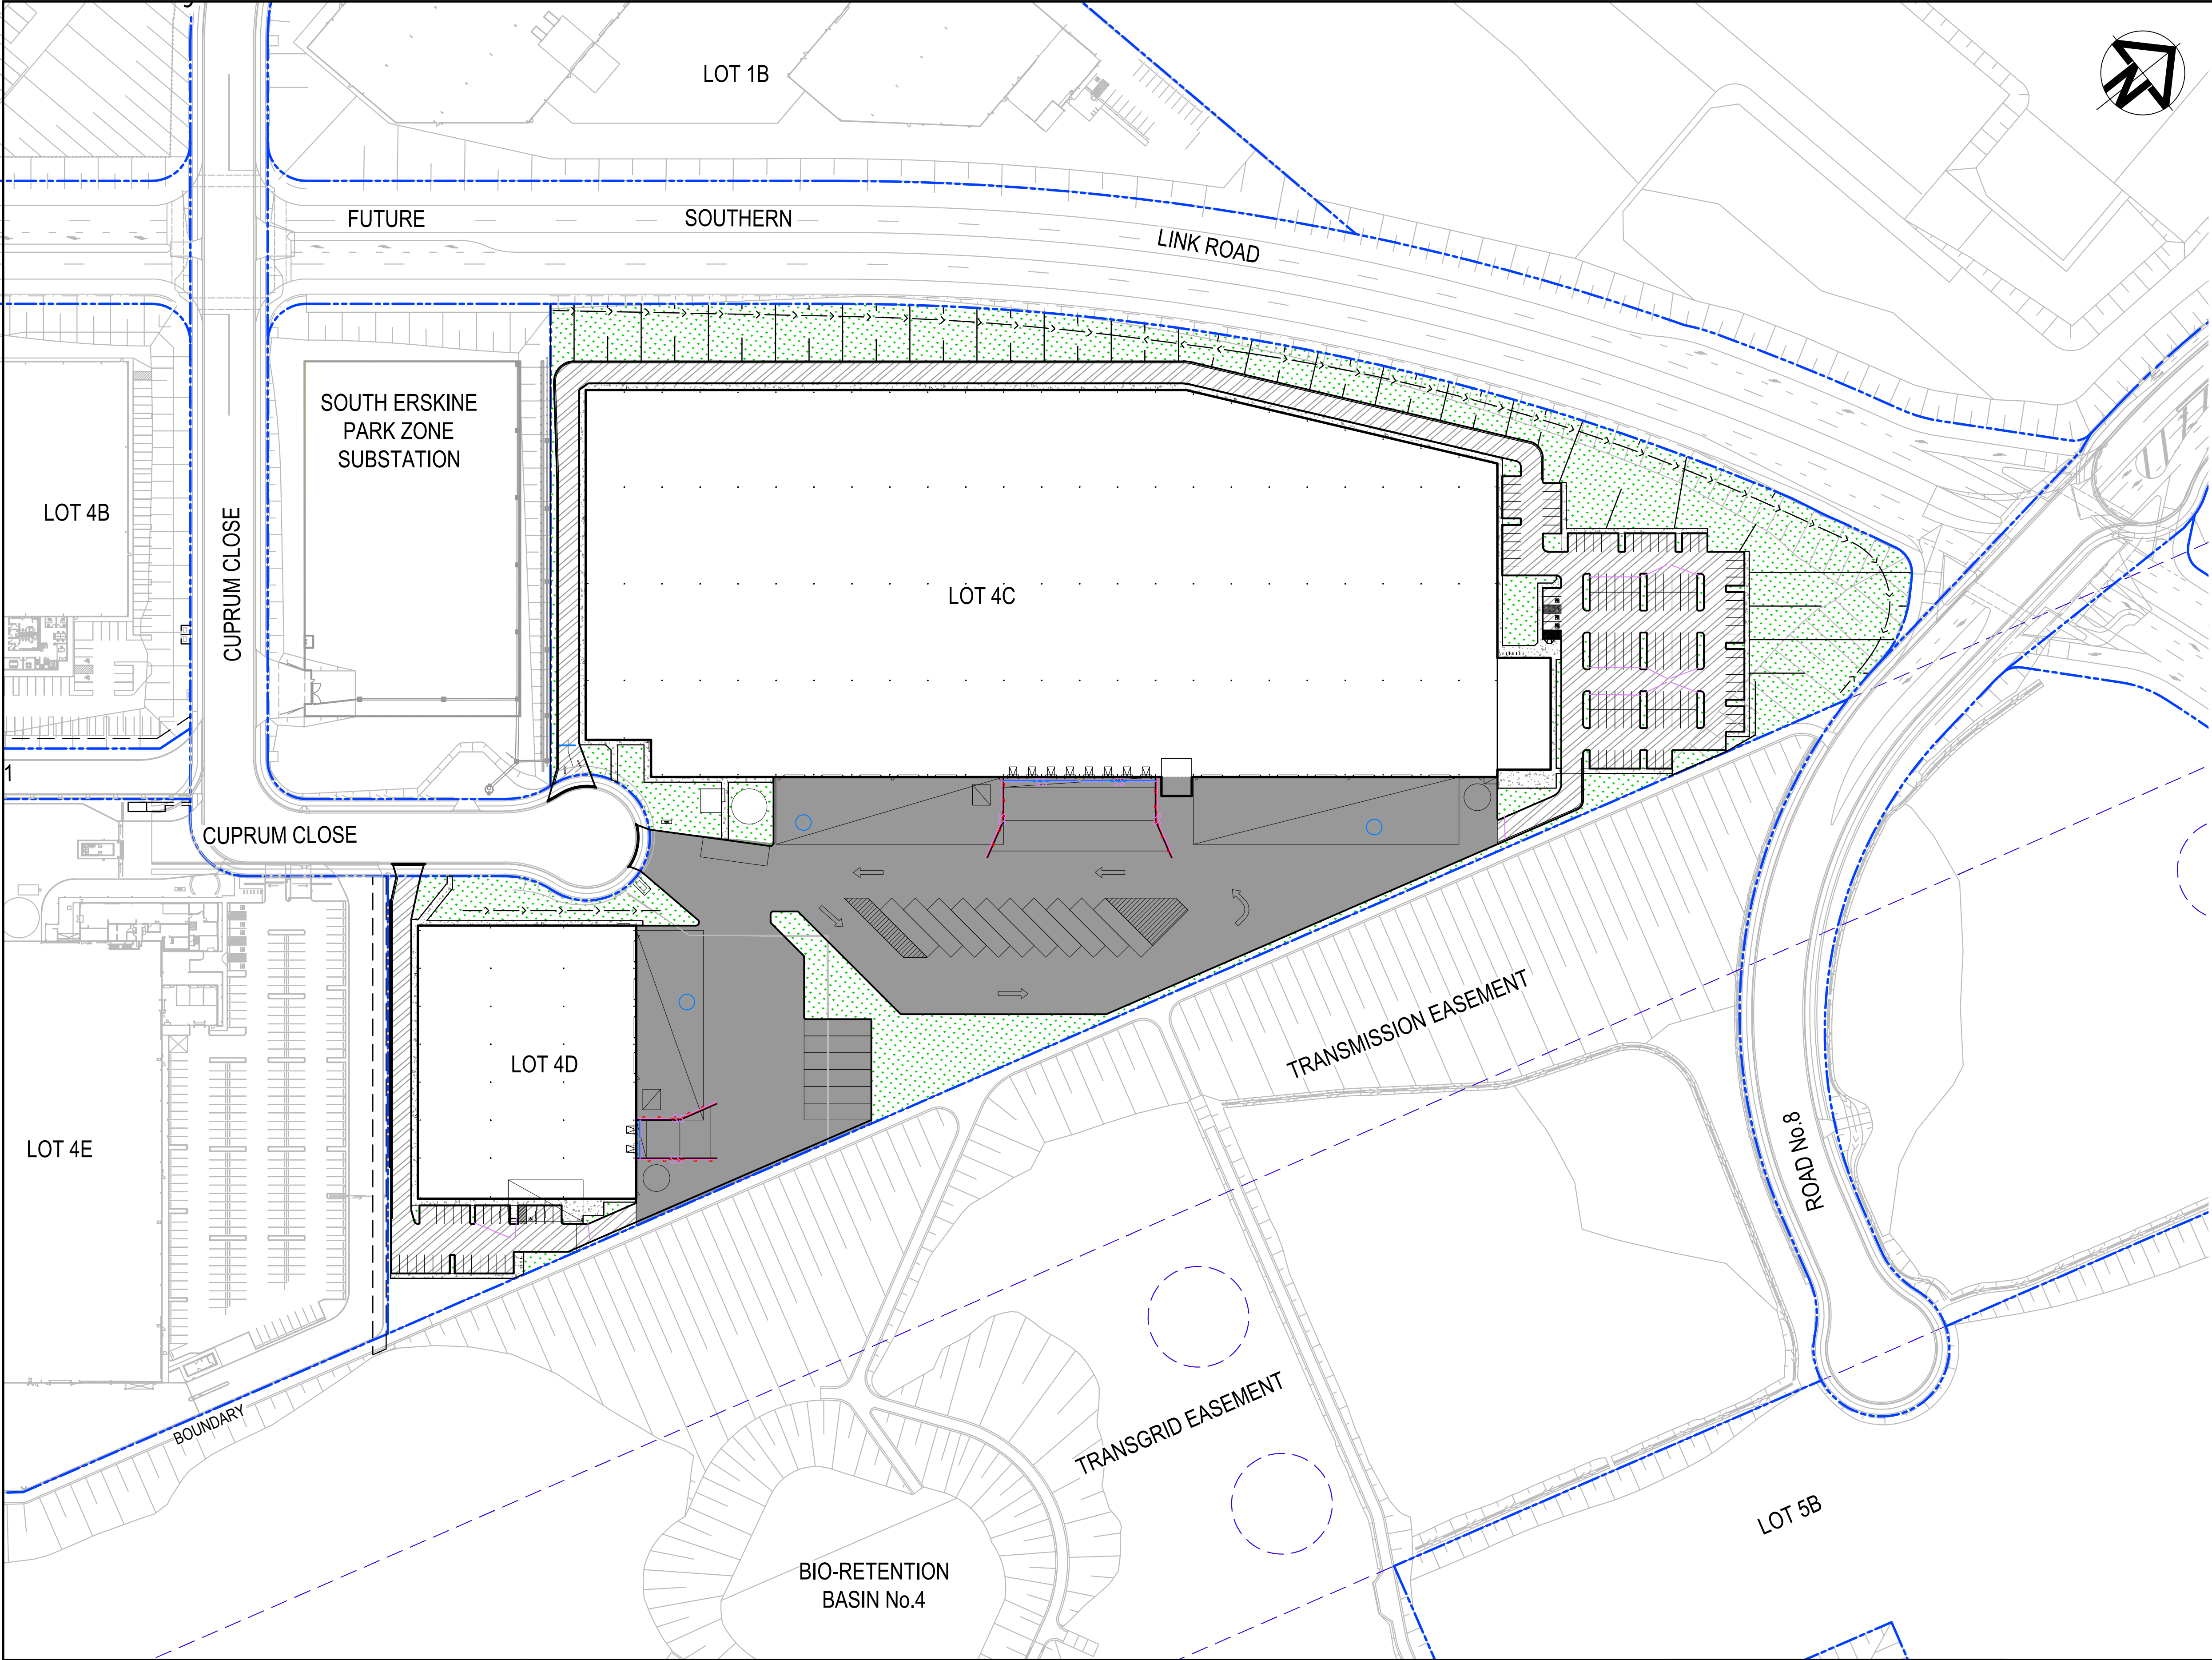 LOT 1B
N
FUTURE SOUTHERN LINK ROAD
SOUTH ERSKINE
PARK ZONE
SUBSTATION
LOT 4B
CUPRUM CLOSE
LOT 4C
1
CUPRUM CLOSE
LOT 4D
TRANSMISSION EASEMENT
LOT 4E
ROAD No.8
BOUNDARY
TRANSGRID EASEMENT
LOT 5B
BIO-RETENTION
BASIN No.4